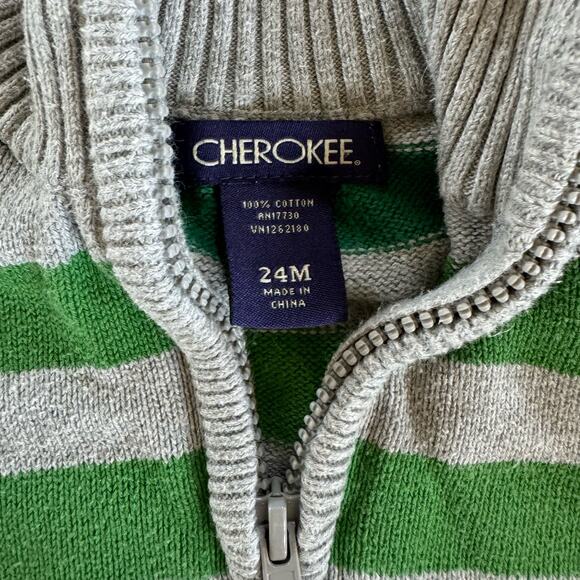 CHEROKEE.
100% COTTON
RN17730
VN1262180
24M
MADE IN
CHINA